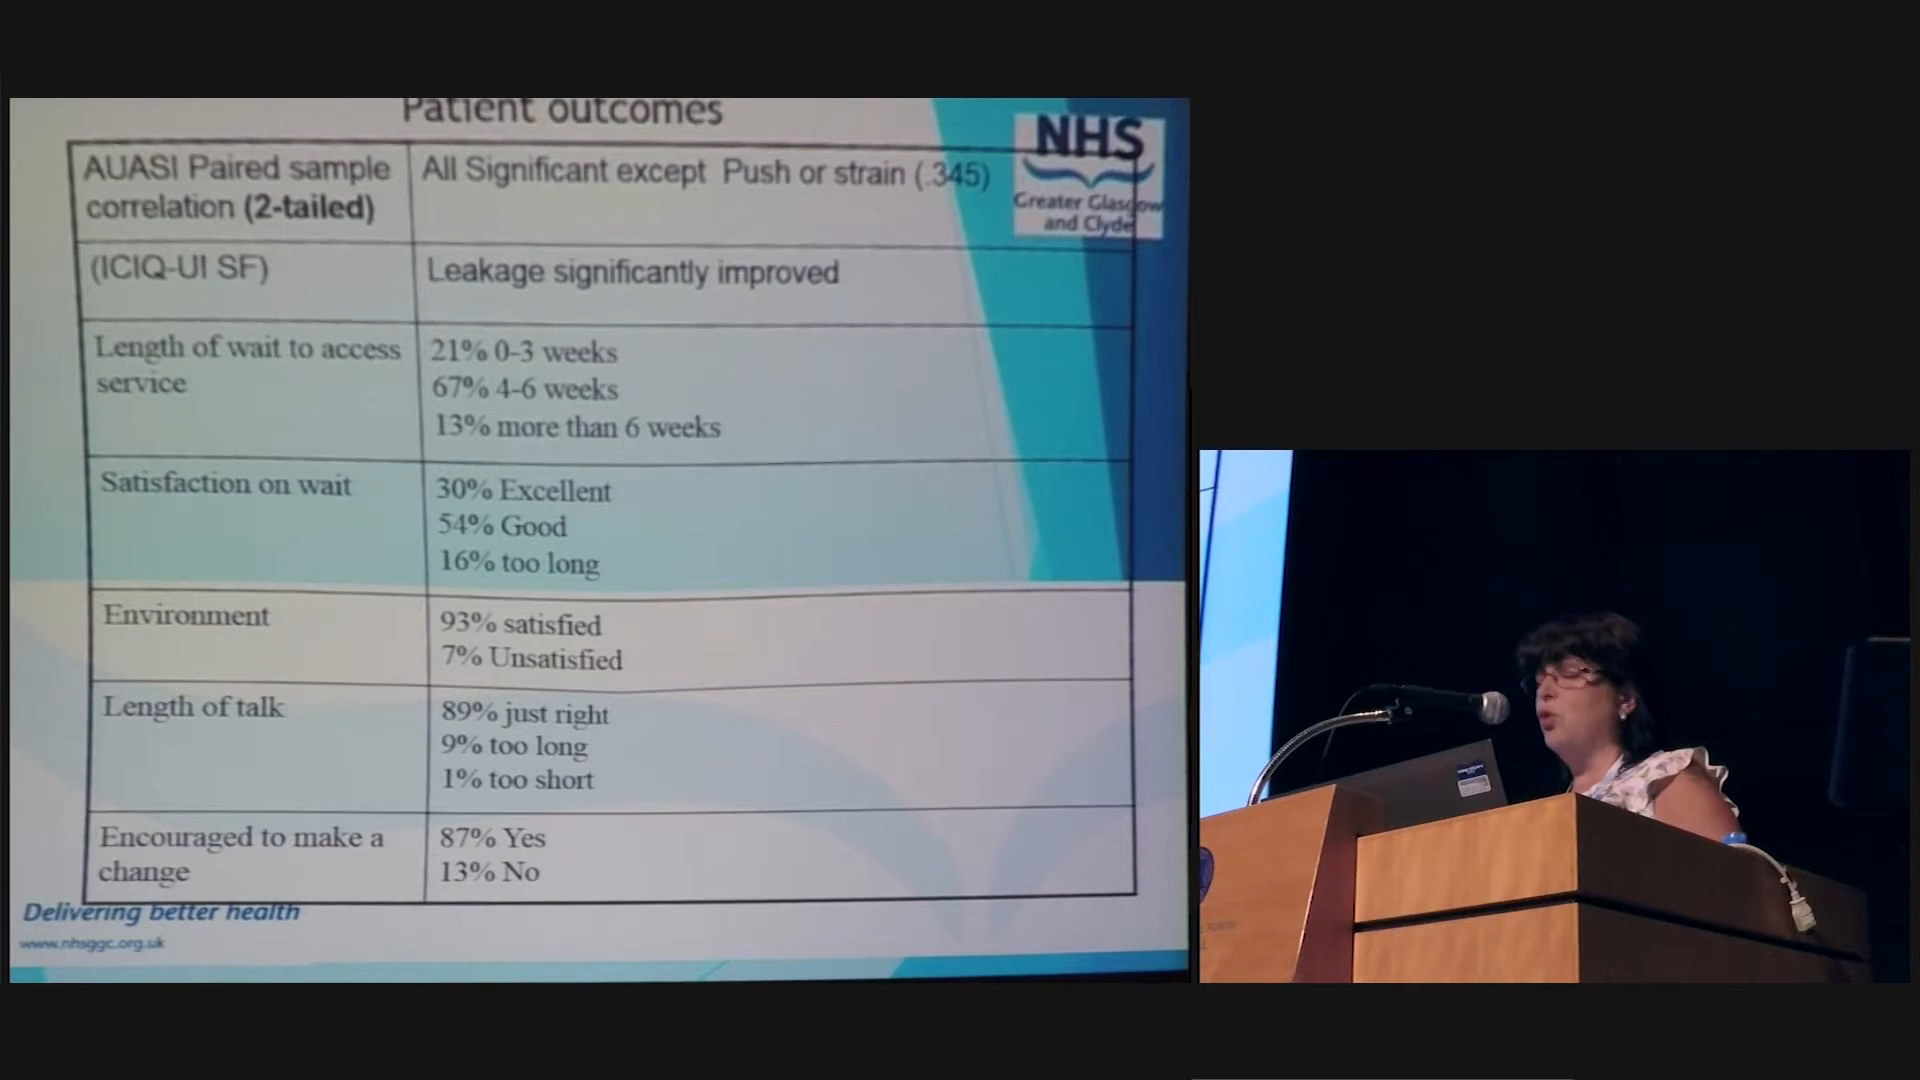 Patient outcomes
NHS
Greater Glasgow
and Clyde
AUASI Paired sample
correlation (2-tailed)
All Significant except Push or strain (.345)
(ICIQ-UI SF)
Leakage significantly improved
Length of wait to access
service
21% 0-3 weeks
67% 4-6 weeks
13% more than 6 weeks
Satisfaction on wait
30% Excellent
54% Good
16% too long
Environment
93% satisfied
7% Unsatisfied
Length of talk
89% just right
9% too long
1% too short
Encouraged to make a
change
87% Yes
13% No
Delivering better health
www.nhsggc.org.uk